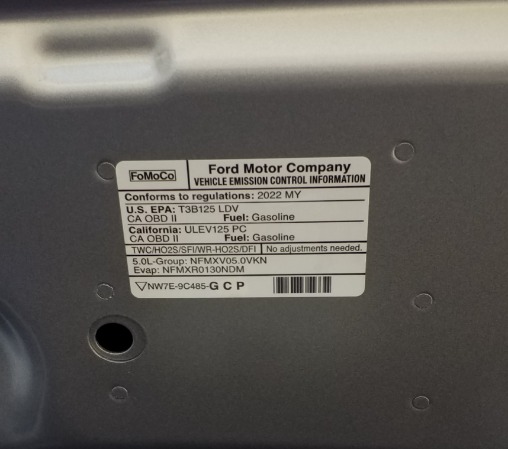 FoMoCo
Ford Motor Company
VEHICLE EMISSION CONTROL INFORMATION
Conforms to regulations: 2022 MY
U.S. EPA: T3B125 LDV
CA OBD II Fuel: Gasoline
California: ULEV125 PC
CA OBD II Fuel: Gasoline
TWC/HO2S/SFI/WR-HO2S/DFI No adjustments needed.
5.0L-Group: NFMXV05.0VKN
Evap: NFMXR0130NDM
▽NW7E-9C485-G C P